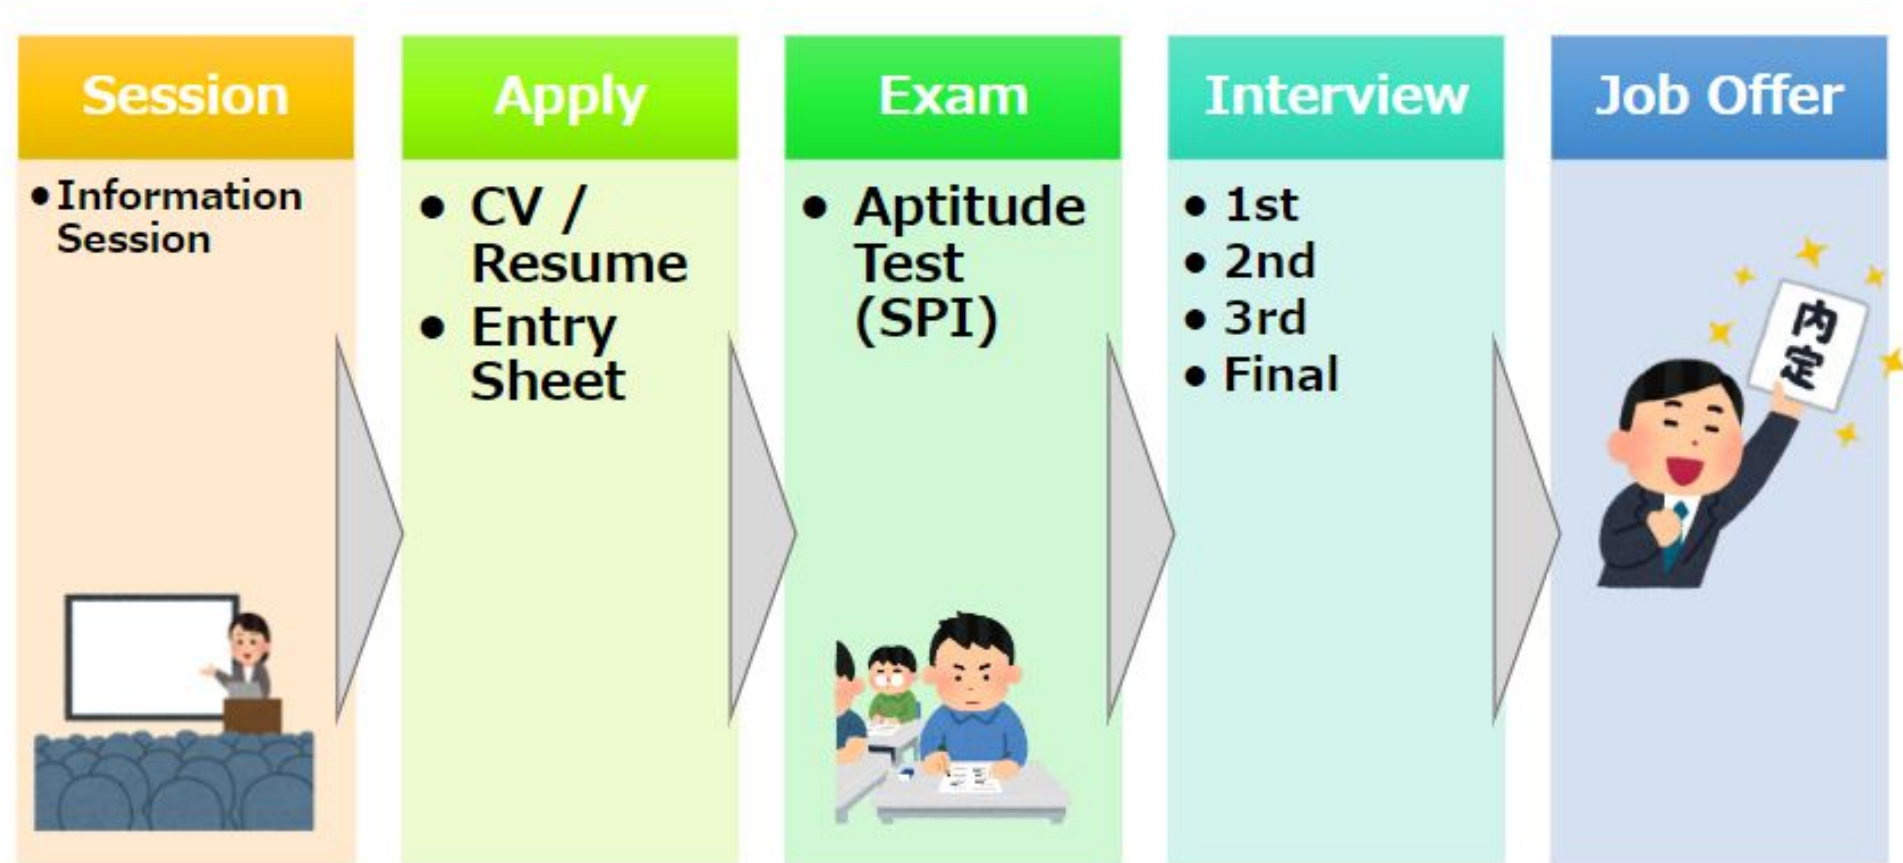 Session
• Information
Session
Apply
• CV /
Resume
• Entry
Sheet
Exam
• Aptitude
Test
(SPI)
Interview
• 1st
• 2nd
• 3rd
• Final
Job Offer
内
定